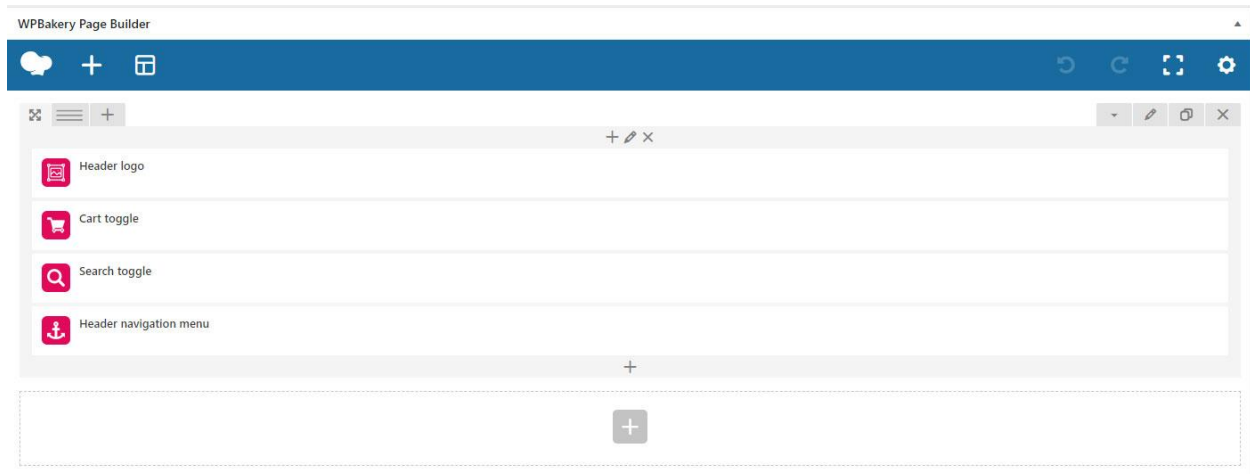 WPBakery Page Builder
Header logo
Cart toggle
Search toggle
Header navigation menu